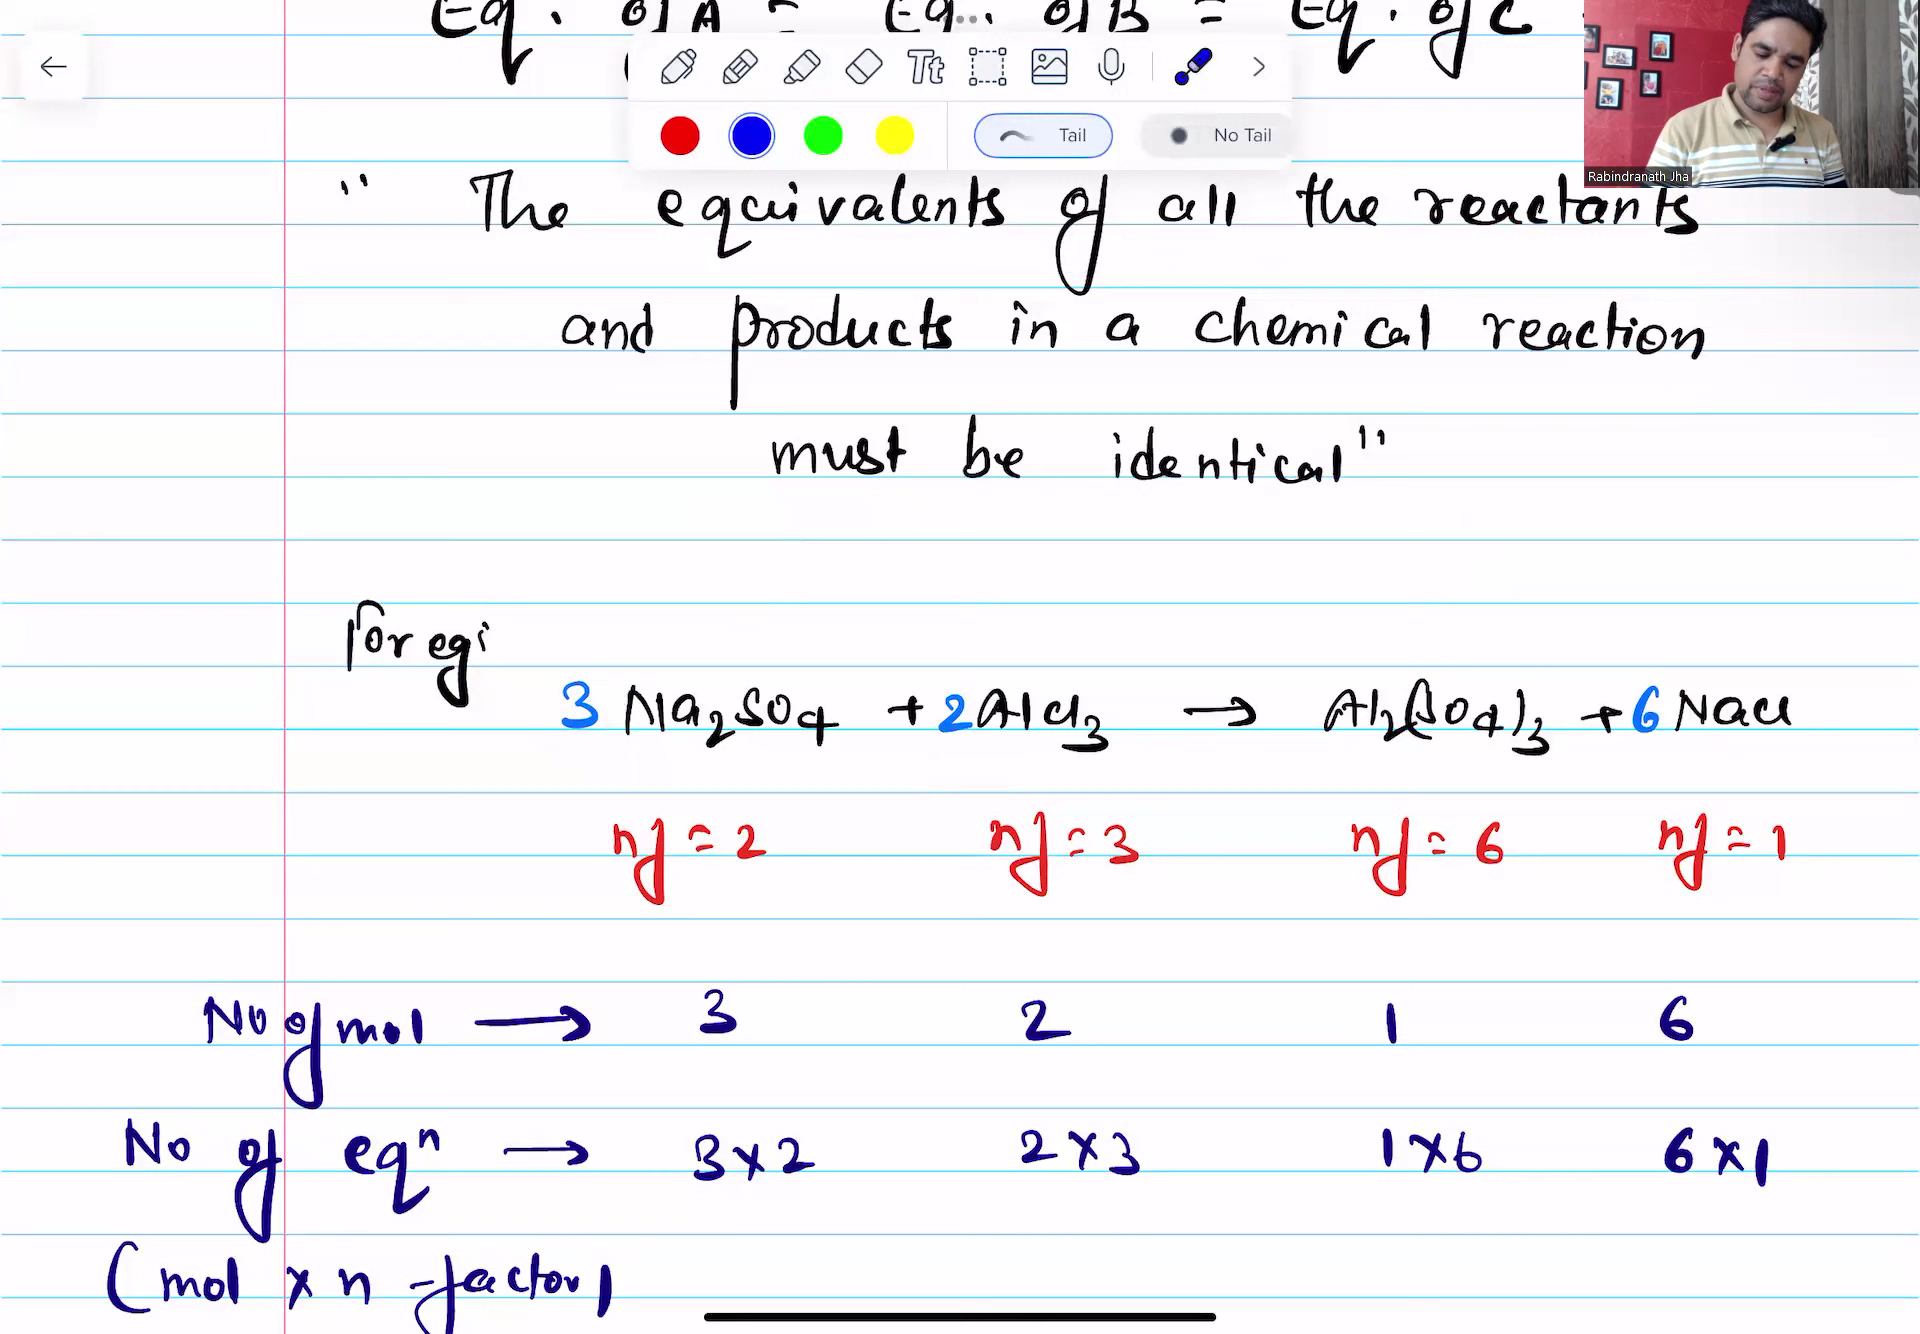 Eq. of A = Eq. of B = Eq. of C
Tt
Tail No Tail
Rabindranath Jha
" The equivalents of all the reactants
and products in a chemical reaction
must be identical"
For eg:
3 Na₂SO₄ + 2 AlCl₃ → Al₂(SO₄)₃ + 6 NaCl
nf = 2 nf = 3 nf = 6 nf = 1
No of mol → 3 2 1 6
No of eqⁿ → 3 x 2 2 x 3 1 x 6 6 x 1
(mol x n-factor)